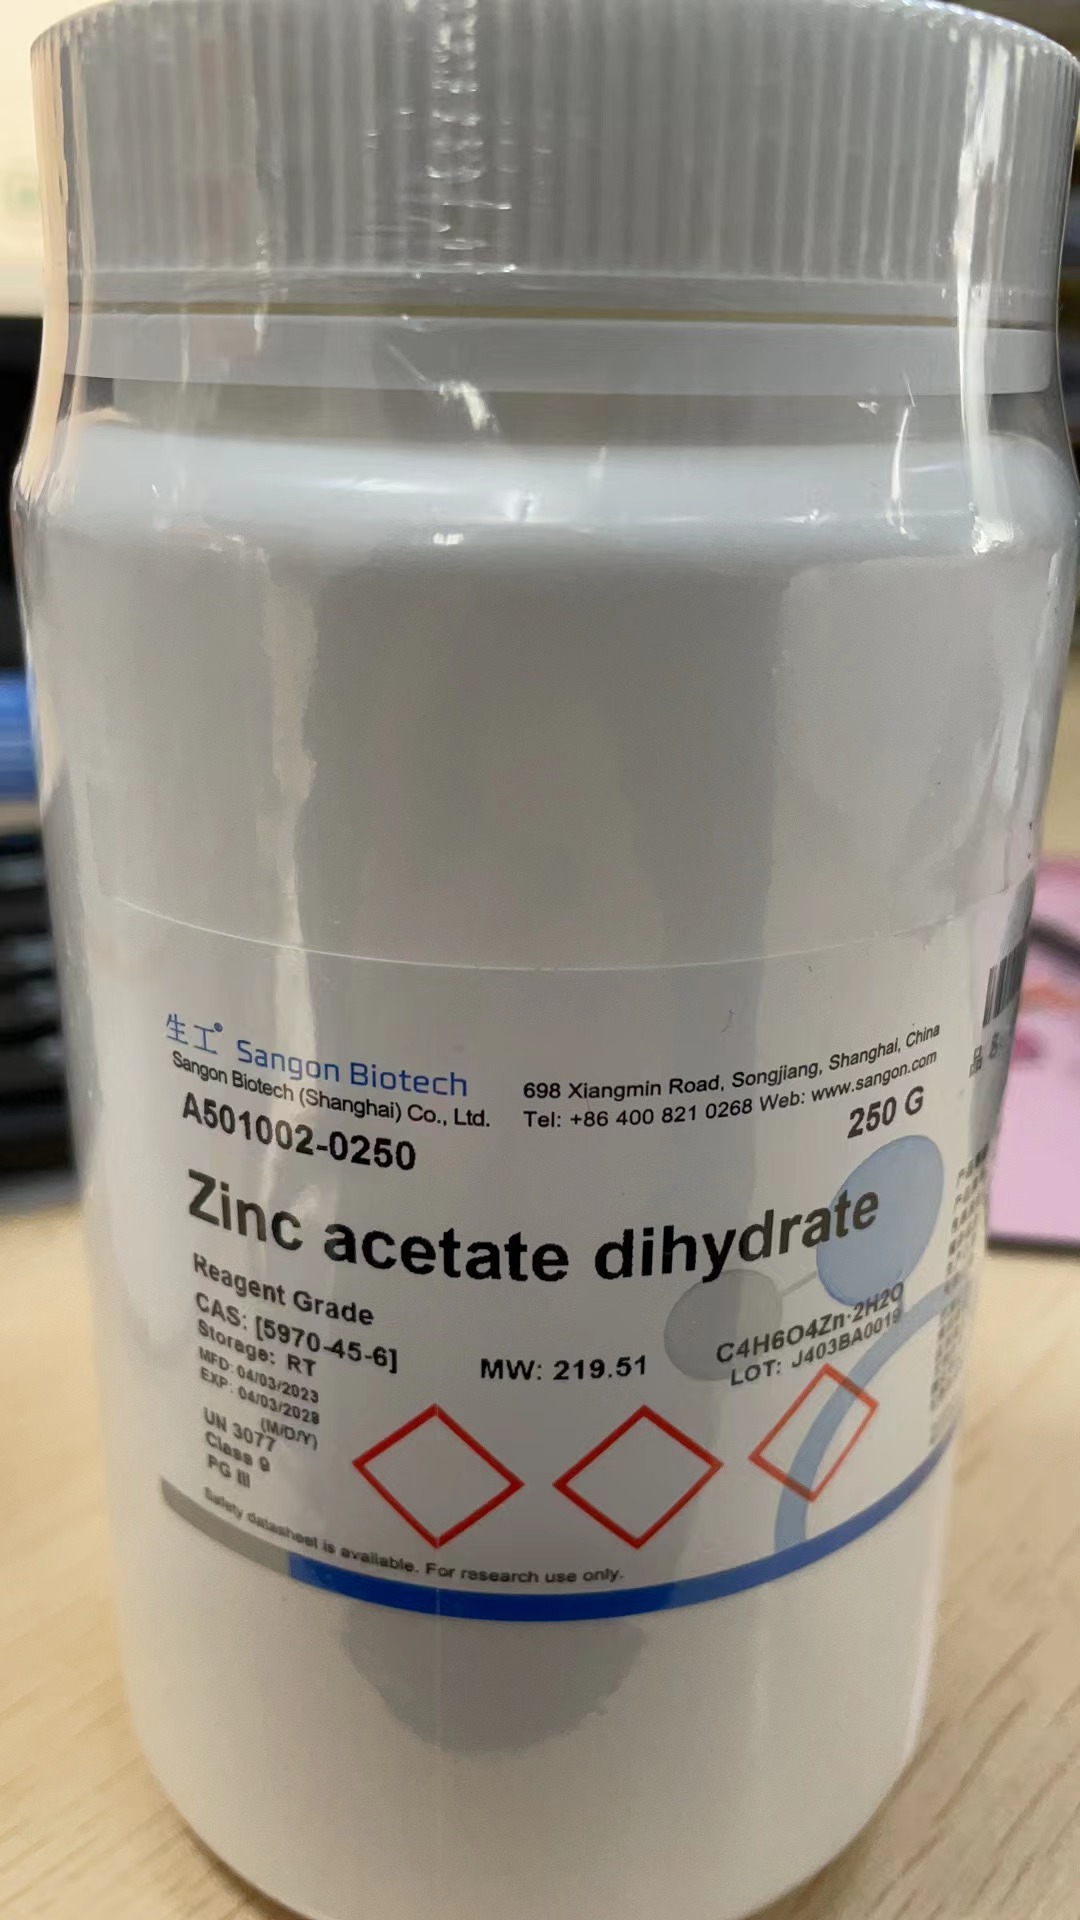 生工® Sangon Biotech
Sangon Biotech (Shanghai) Co., Ltd.
698 Xiangmin Road, Songjiang, Shanghai, China
Tel: +86 400 821 0268 Web: www.sangon.com
A501002-0250
250 G
Zinc acetate dihydrate
Reagent Grade
CAS: [5970-45-6]
MW: 219.51
C4H6O4Zn·2H2O
Storage: RT
LOT: J403BA0019
MFD: 04/03/2023
EXP: 04/03/2028
(M/D/Y)
UN 3077
Class 9
PG III
Safety datasheet is available. For research use only.
品